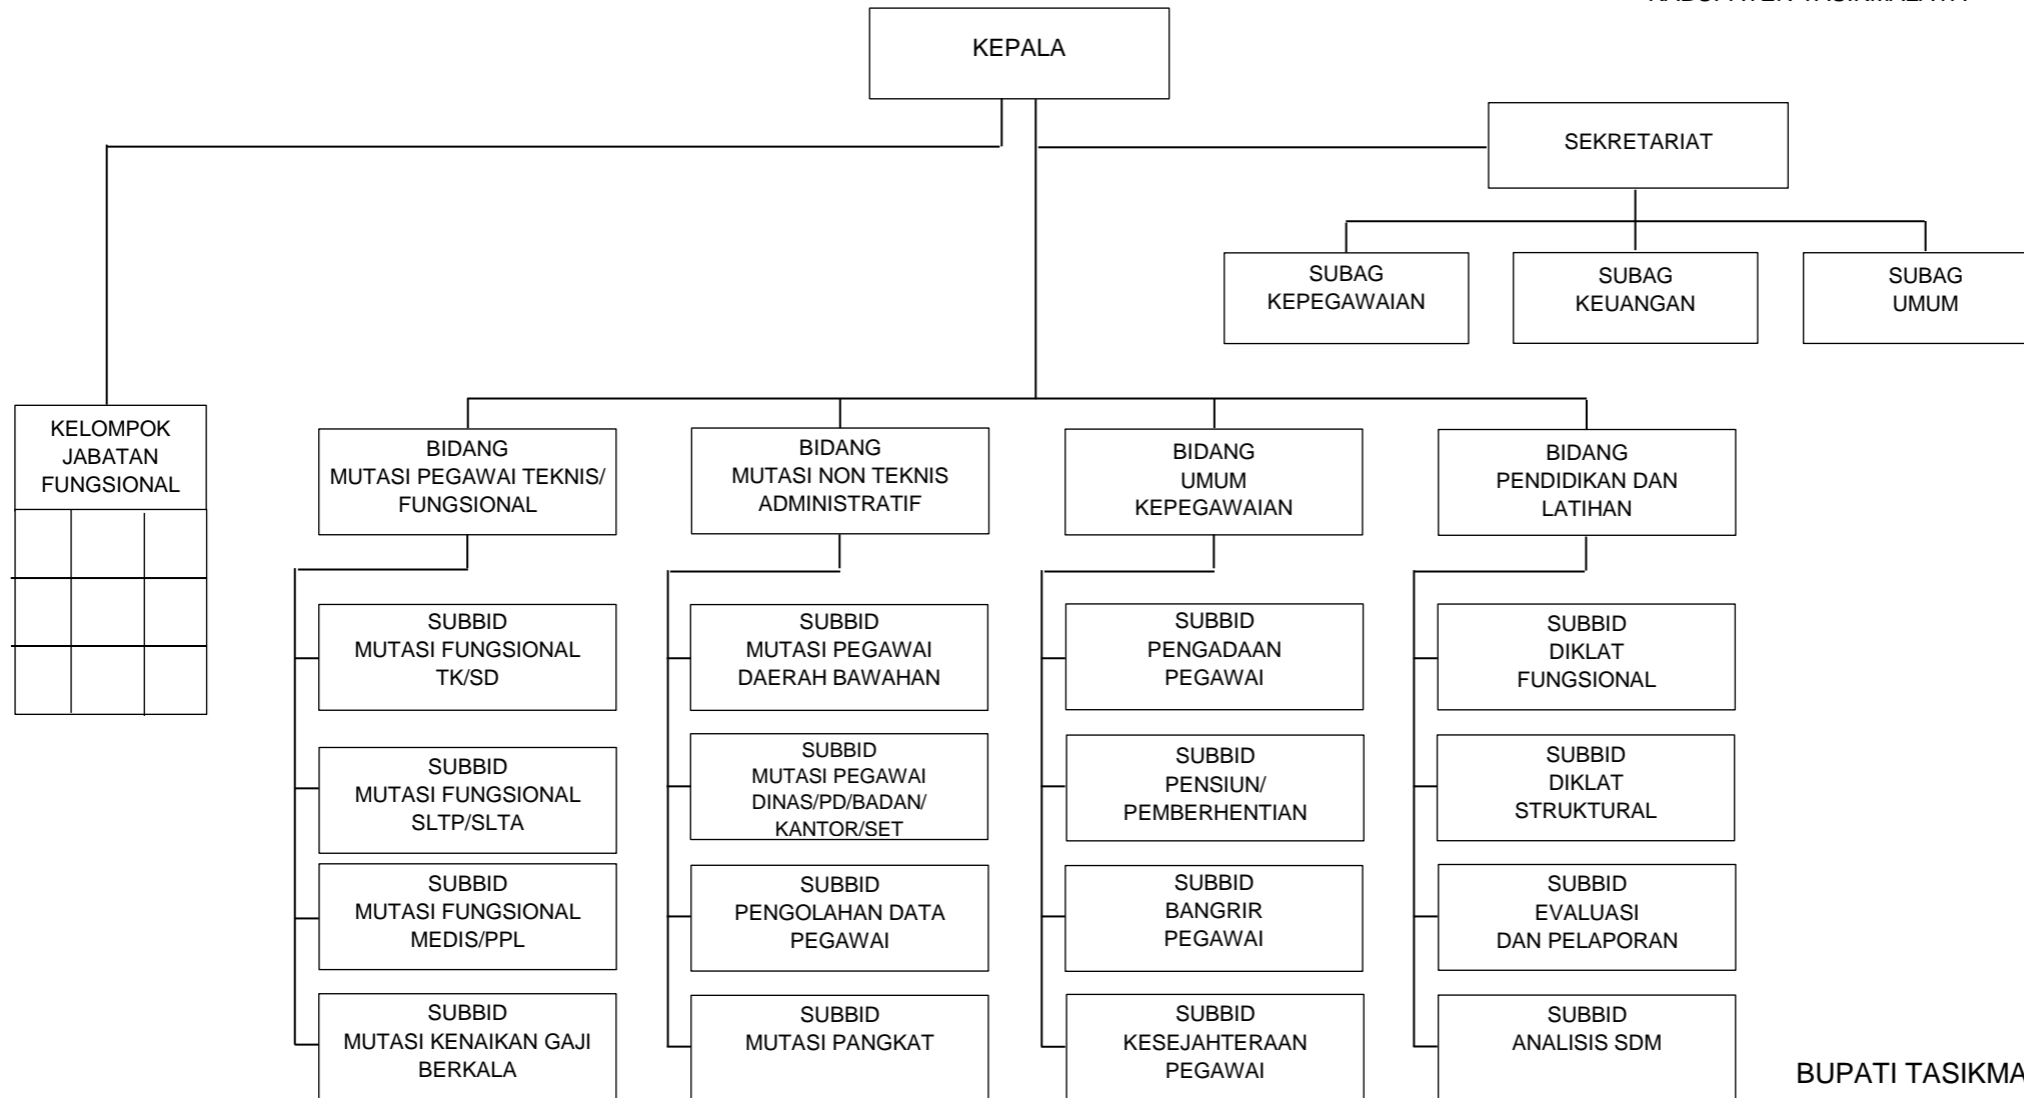 KABUPATEN TASIKMALAYA
KEPALA
SEKRETARIAT
SUBAG
KEPEGAWAIAN
SUBAG
KEUANGAN
SUBAG
UMUM
KELOMPOK
JABATAN
FUNGSIONAL
BIDANG
MUTASI PEGAWAI TEKNIS/
FUNGSIONAL
BIDANG
MUTASI NON TEKNIS
ADMINISTRATIF
BIDANG
UMUM
KEPEGAWAIAN
BIDANG
PENDIDIKAN DAN
LATIHAN
SUBBID
MUTASI FUNGSIONAL
TK/SD
SUBBID
MUTASI PEGAWAI
DAERAH BAWAHAN
SUBBID
PENGADAAN
PEGAWAI
SUBBID
DIKLAT
FUNGSIONAL
SUBBID
MUTASI FUNGSIONAL
SLTP/SLTA
SUBBID
MUTASI PEGAWAI
DINAS/PD/BADAN/
KANTOR/SET
SUBBID
PENSIUN/
PEMBERHENTIAN
SUBBID
DIKLAT
STRUKTURAL
SUBBID
MUTASI FUNGSIONAL
MEDIS/PPL
SUBBID
PENGOLAHAN DATA
PEGAWAI
SUBBID
BANGRIR
PEGAWAI
SUBBID
EVALUASI
DAN PELAPORAN
SUBBID
MUTASI KENAIKAN GAJI
BERKALA
SUBBID
MUTASI PANGKAT
SUBBID
KESEJAHTERAAN
PEGAWAI
SUBBID
ANALISIS SDM
BUPATI TASIKMA